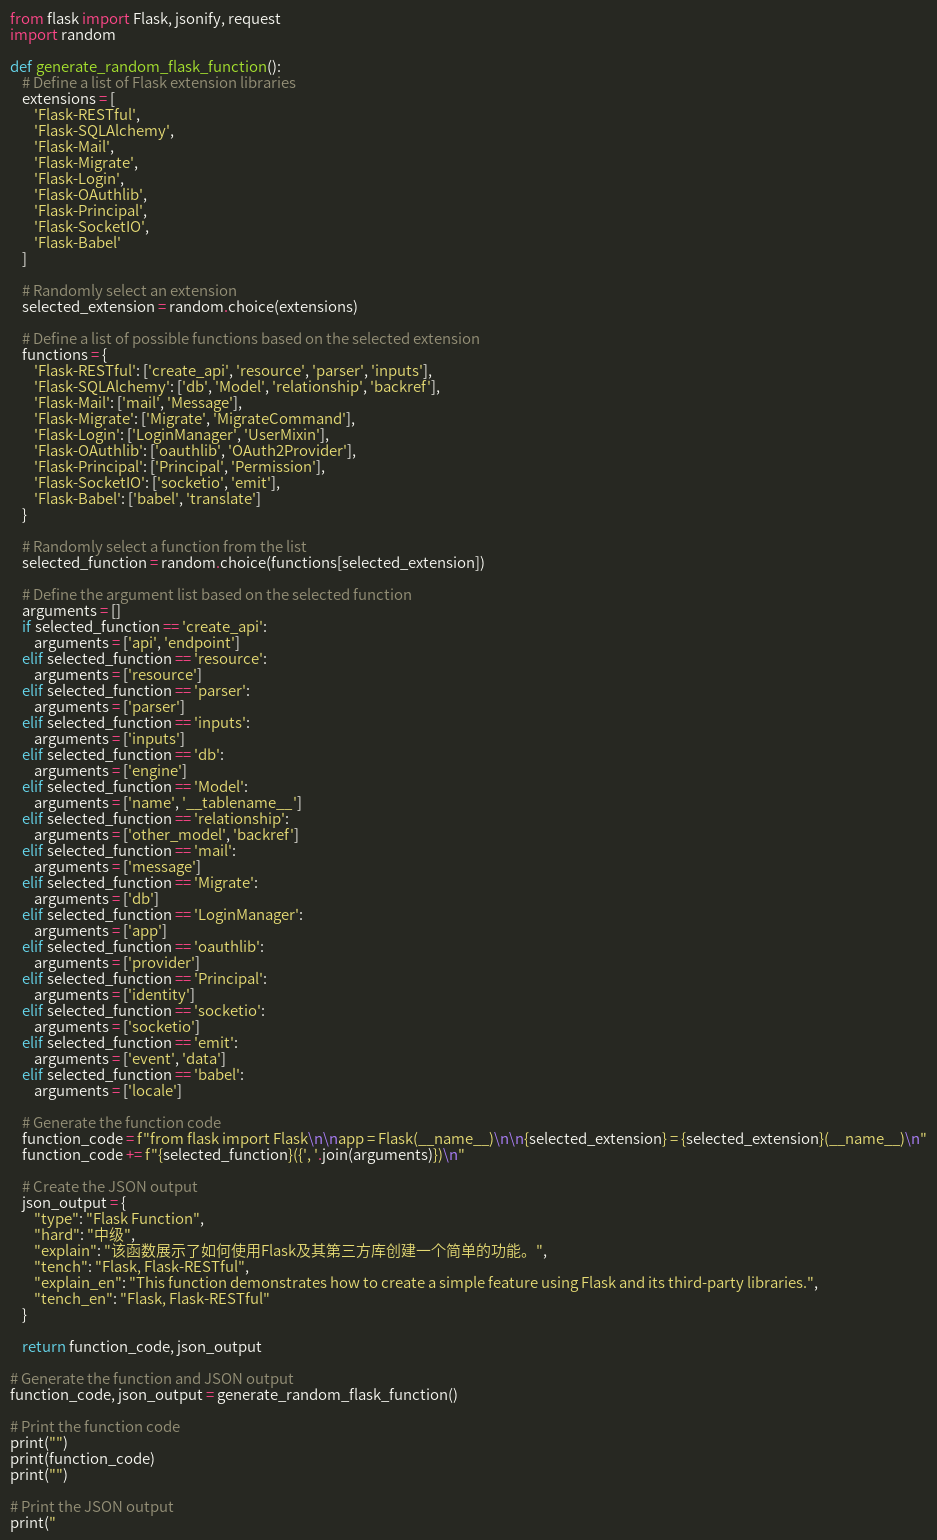 from flask import Flask, jsonify, request
import random

def generate_random_flask_function():
    # Define a list of Flask extension libraries
    extensions = [
        'Flask-RESTful',
        'Flask-SQLAlchemy',
        'Flask-Mail',
        'Flask-Migrate',
        'Flask-Login',
        'Flask-OAuthlib',
        'Flask-Principal',
        'Flask-SocketIO',
        'Flask-Babel'
    ]

    # Randomly select an extension
    selected_extension = random.choice(extensions)

    # Define a list of possible functions based on the selected extension
    functions = {
        'Flask-RESTful': ['create_api', 'resource', 'parser', 'inputs'],
        'Flask-SQLAlchemy': ['db', 'Model', 'relationship', 'backref'],
        'Flask-Mail': ['mail', 'Message'],
        'Flask-Migrate': ['Migrate', 'MigrateCommand'],
        'Flask-Login': ['LoginManager', 'UserMixin'],
        'Flask-OAuthlib': ['oauthlib', 'OAuth2Provider'],
        'Flask-Principal': ['Principal', 'Permission'],
        'Flask-SocketIO': ['socketio', 'emit'],
        'Flask-Babel': ['babel', 'translate']
    }

    # Randomly select a function from the list
    selected_function = random.choice(functions[selected_extension])

    # Define the argument list based on the selected function
    arguments = []
    if selected_function == 'create_api':
        arguments = ['api', 'endpoint']
    elif selected_function == 'resource':
        arguments = ['resource']
    elif selected_function == 'parser':
        arguments = ['parser']
    elif selected_function == 'inputs':
        arguments = ['inputs']
    elif selected_function == 'db':
        arguments = ['engine']
    elif selected_function == 'Model':
        arguments = ['name', '__tablename__']
    elif selected_function == 'relationship':
        arguments = ['other_model', 'backref']
    elif selected_function == 'mail':
        arguments = ['message']
    elif selected_function == 'Migrate':
        arguments = ['db']
    elif selected_function == 'LoginManager':
        arguments = ['app']
    elif selected_function == 'oauthlib':
        arguments = ['provider']
    elif selected_function == 'Principal':
        arguments = ['identity']
    elif selected_function == 'socketio':
        arguments = ['socketio']
    elif selected_function == 'emit':
        arguments = ['event', 'data']
    elif selected_function == 'babel':
        arguments = ['locale']

    # Generate the function code
    function_code = f"from flask import Flask\n\napp = Flask(__name__)\n\n{selected_extension} = {selected_extension}(__name__)\n"
    function_code += f"{selected_function}({', '.join(arguments)})\n"

    # Create the JSON output
    json_output = {
        "type": "Flask Function",
        "hard": "中级",
        "explain": "该函数展示了如何使用Flask及其第三方库创建一个简单的功能。",
        "tench": "Flask, Flask-RESTful",
        "explain_en": "This function demonstrates how to create a simple feature using Flask and its third-party libraries.",
        "tench_en": "Flask, Flask-RESTful"
    }

    return function_code, json_output

# Generate the function and JSON output
function_code, json_output = generate_random_flask_function()

# Print the function code
print("")
print(function_code)
print("")

# Print the JSON output
print("